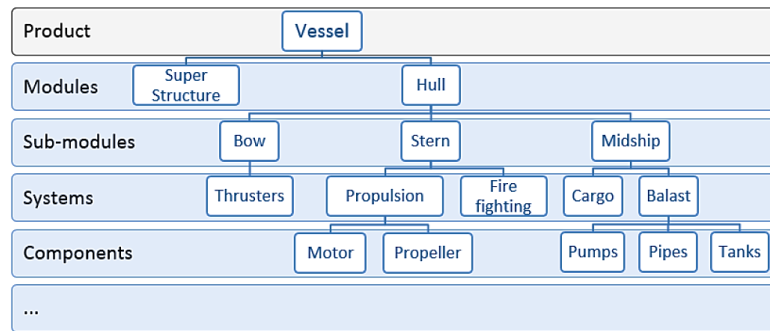 Product
Vessel
Modules
Super
Structure
Hull
Sub-modules
Bow
Stern
Midship
Systems
Thrusters
Propulsion
Fire
fighting
Cargo
Balast
Components
Motor
Propeller
Pumps
Pipes
Tanks
...